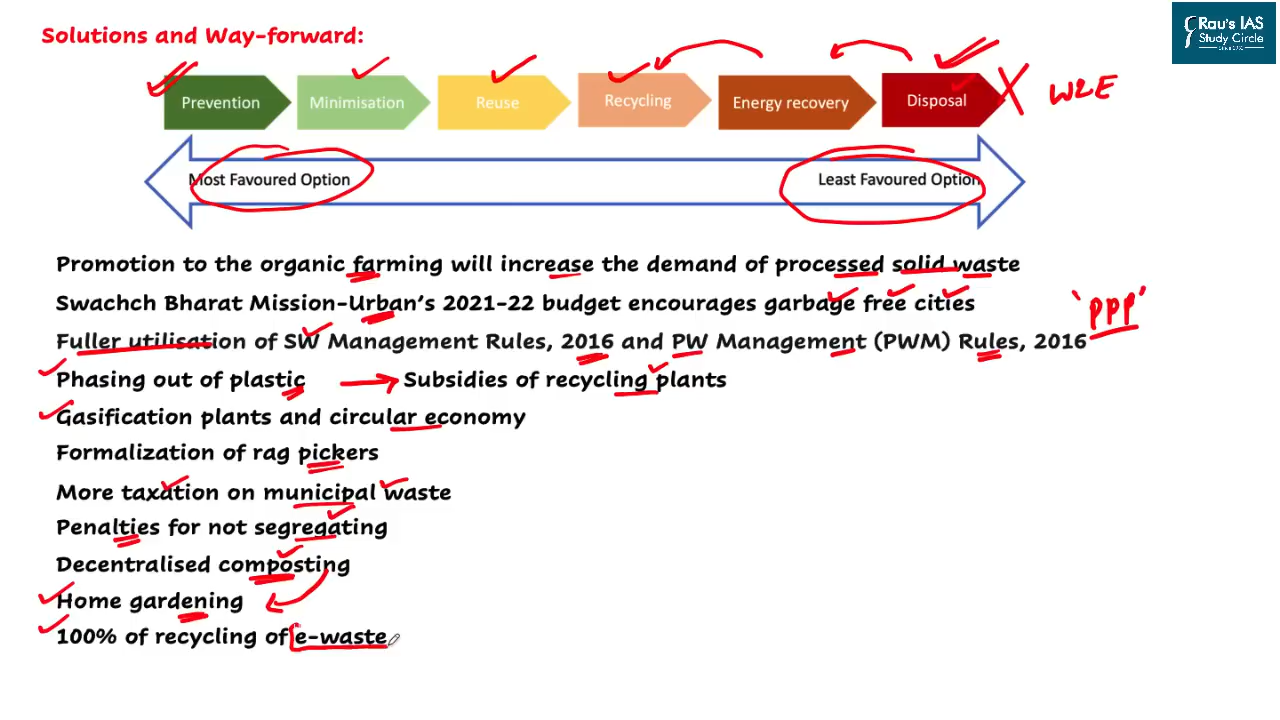 Solutions and Way-forward:
Rau's IAS
Study Circle
Prevention
Minimisation
Reuse
Recycling
Energy recovery
Disposal
W2E
Most Favoured Option
Least Favoured Option
Promotion to the organic farming will increase the demand of processed solid waste
Swachch Bharat Mission-Urban's 2021-22 budget encourages garbage free cities
'PPP'
Fuller utilisation of SW Management Rules, 2016 and PW Management (PWM) Rules, 2016
Phasing out of plastic Subsidies of recycling plants
Gasification plants and circular economy
Formalization of rag pickers
More taxation on municipal waste
Penalties for not segregating
Decentralised composting
Home gardening
100% of recycling of e-waste